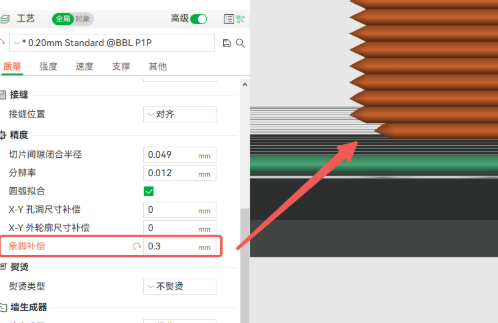 工艺 全局 对象 高级
* 0.20mm Standard @BBL P1P
质量 强度 速度 支撑 其他
接缝
接缝位置 对齐
精度
切片间隙闭合半径 0.049 mm
分辨率 0.012 mm
圆弧拟合
X-Y 孔洞尺寸补偿 0 mm
X-Y 外轮廓尺寸补偿 0 mm
象脚补偿 0.3 mm
熨烫
熨烫类型 不熨烫
墙生成器